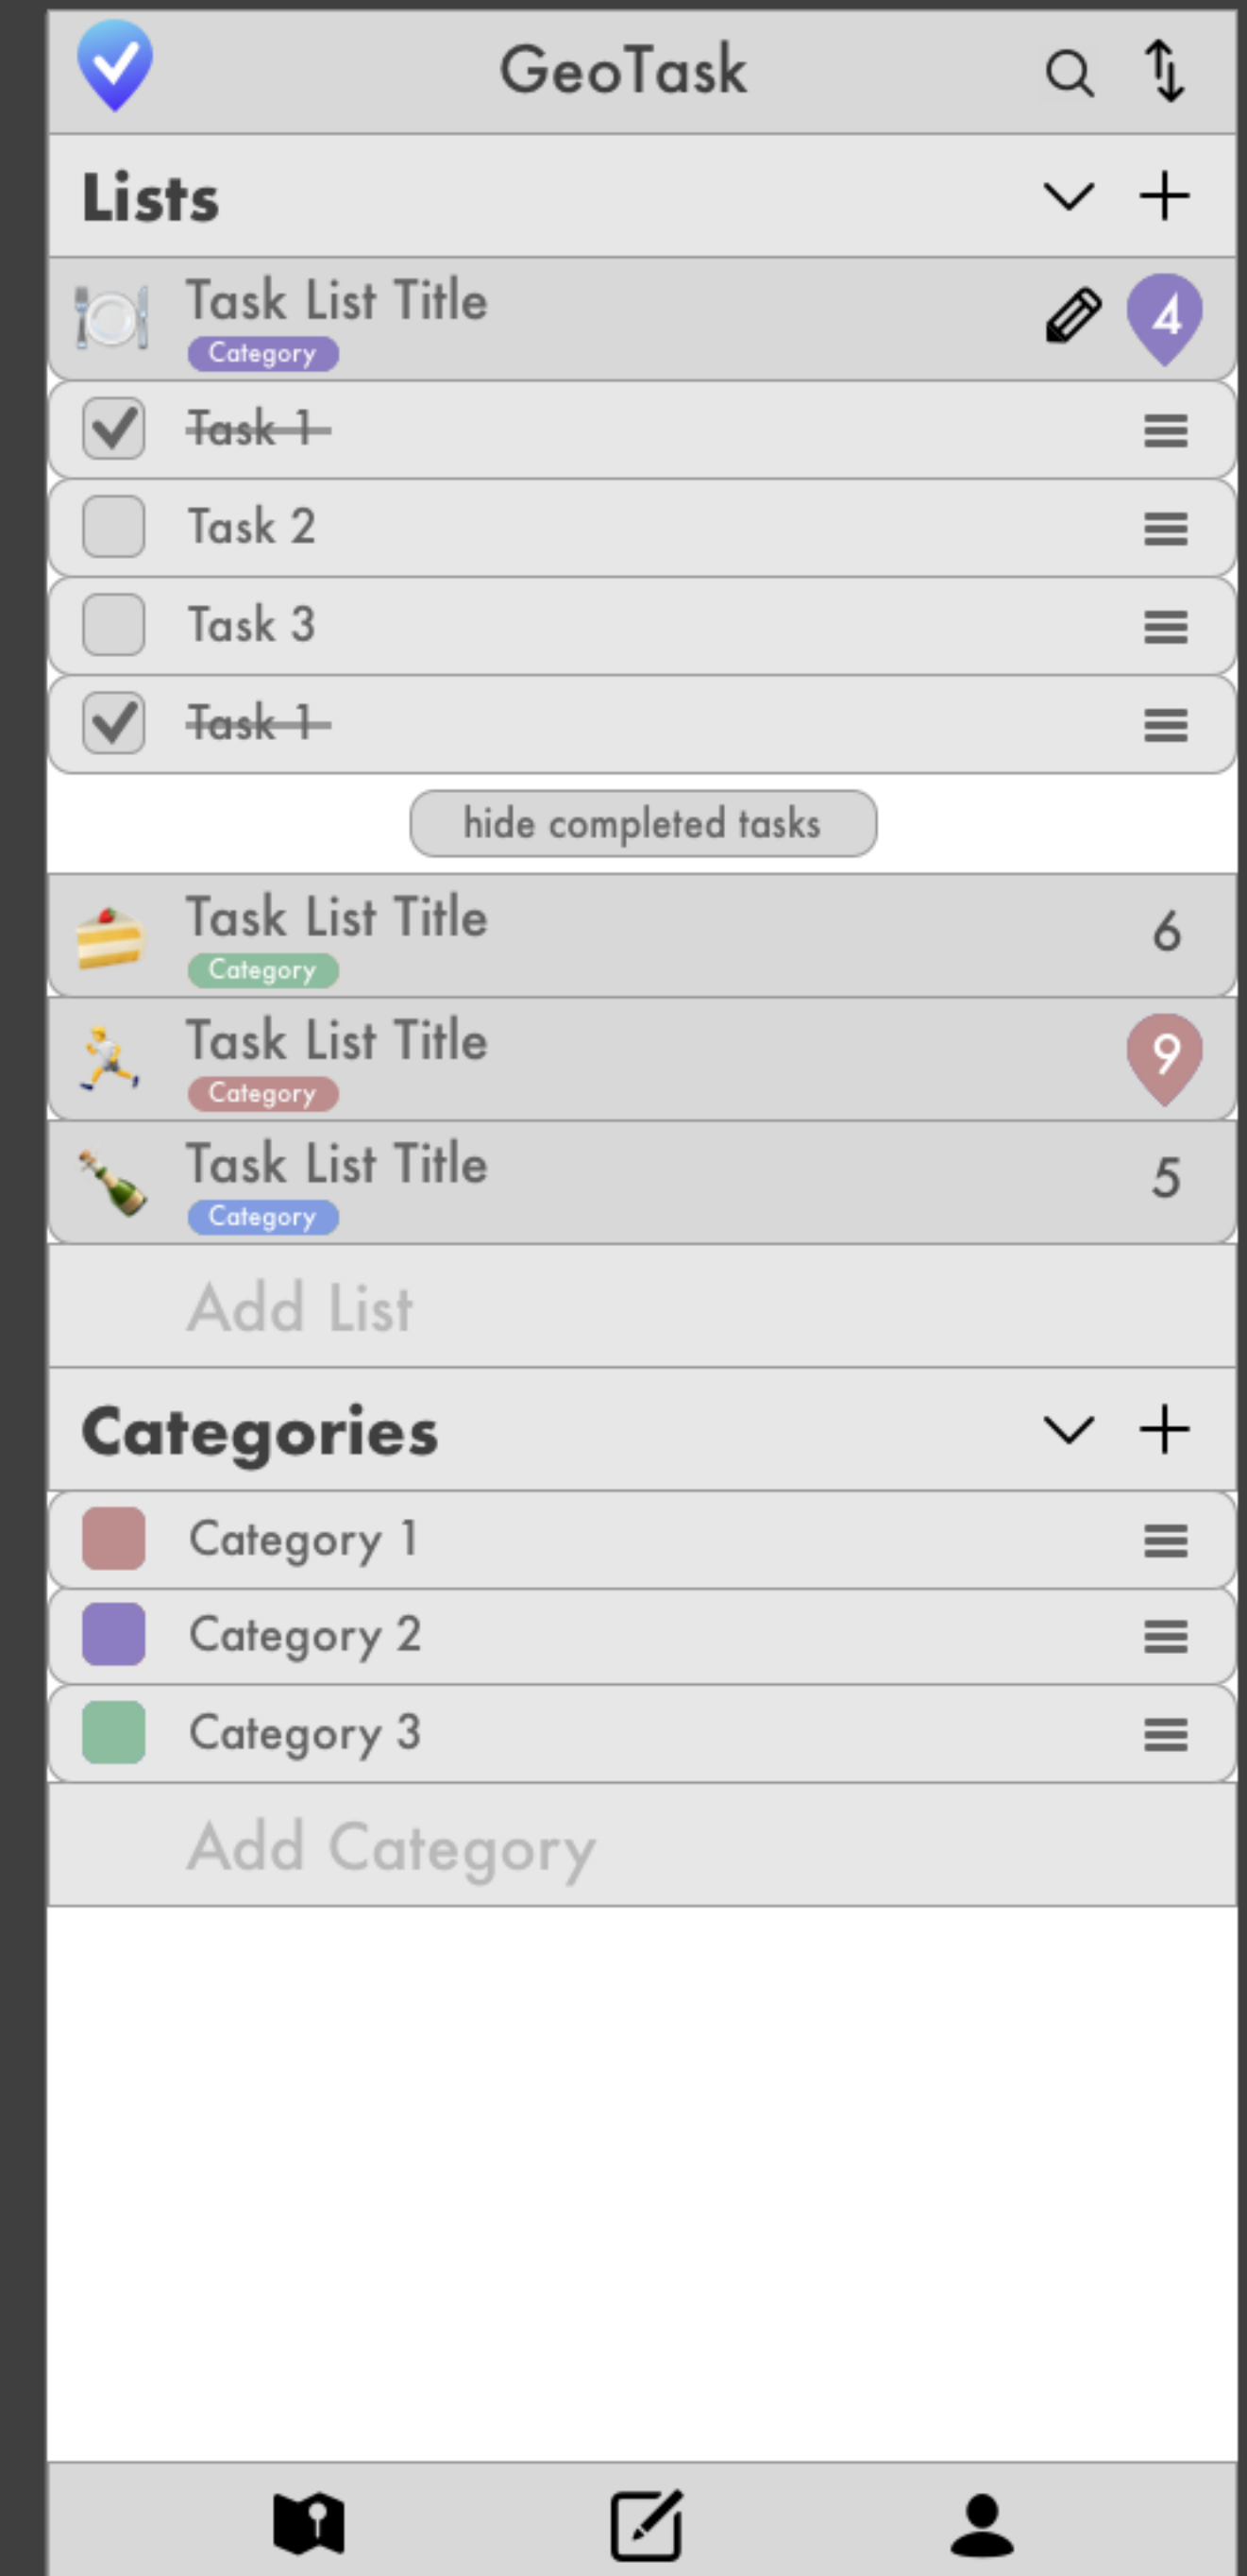 GeoTask
Lists
Task List Title
Category
4
Task 1
Task 2
Task 3
Task 1
hide completed tasks
Task List Title
Category
6
Task List Title
Category
9
Task List Title
Category
5
Add List
Categories
Category 1
Category 2
Category 3
Add Category